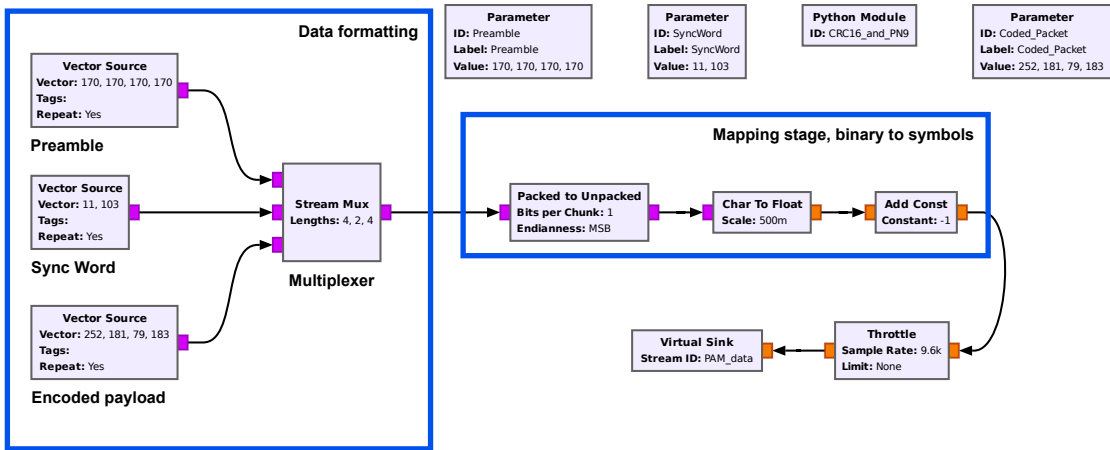 Data formatting
Vector Source
Vector: 170, 170, 170, 170
Tags:
Repeat: Yes
Preamble
Vector Source
Vector: 11, 103
Tags:
Repeat: Yes
Sync Word
Vector Source
Vector: 252, 181, 79, 183
Tags:
Repeat: Yes
Encoded payload
Stream Mux
Lengths: 4, 2, 4
Multiplexer
Parameter
ID: Preamble
Label: Preamble
Value: 170, 170, 170, 170
Parameter
ID: SyncWord
Label: SyncWord
Value: 11, 103
Python Module
ID: CRC16_and_PN9
Parameter
ID: Coded_Packet
Label: Coded_Packet
Value: 252, 181, 79, 183
Mapping stage, binary to symbols
Packed to Unpacked
Bits per Chunk: 1
Endianness: MSB
Char To Float
Scale: 500m
Add Const
Constant: -1
Virtual Sink
Stream ID: PAM_data
Throttle
Sample Rate: 9.6k
Limit: None